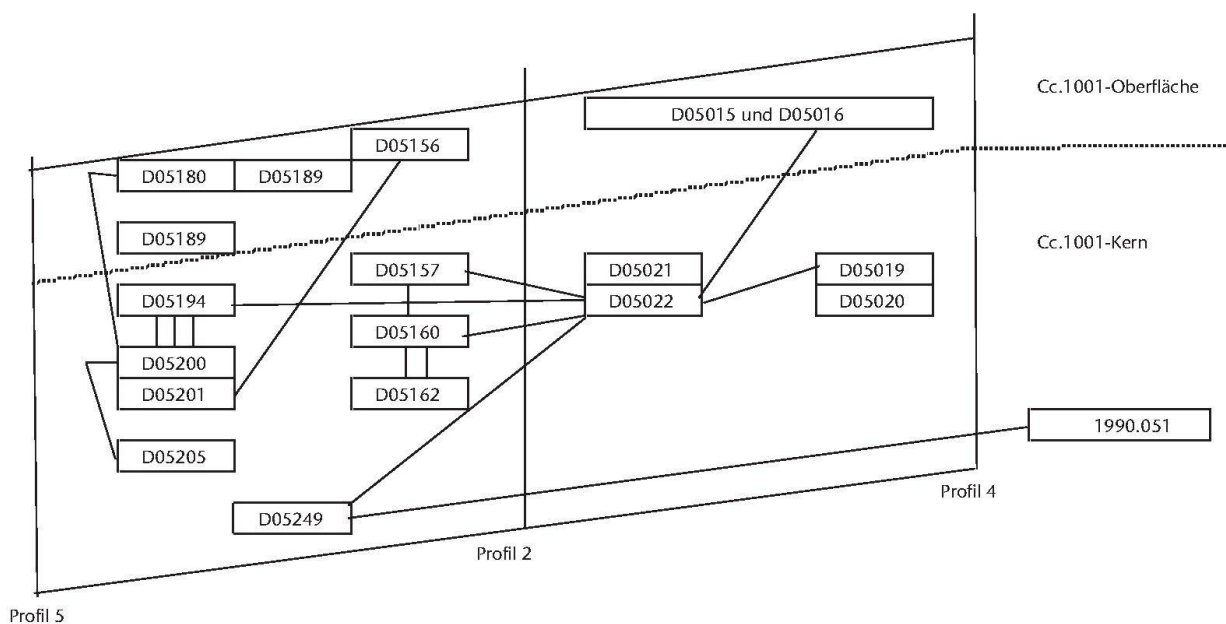 Cc.1001-Oberfläche
D05015 und D05016
D05156
D05180
D05189
D05189
Cc.1001-Kern
D05157
D05021
D05019
D05194
D05022
D05020
D05160
D05200
D05201
D05162
1990.051
D05205
Profil 4
D05249
Profil 2
Profil 5